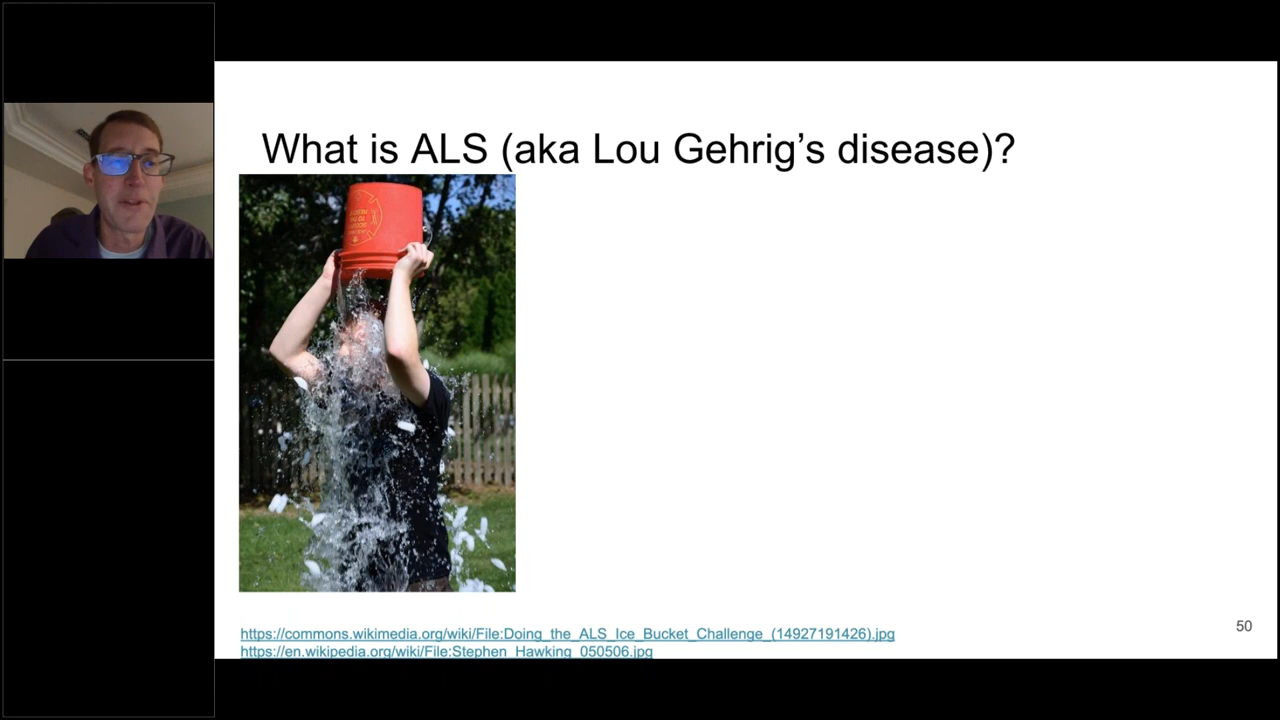 What is ALS (aka Lou Gehrig’s disease)?
https://commons.wikimedia.org/wiki/File:Doing_the_ALS_Ice_Bucket_Challenge_(14927191426).jpg
https://en.wikipedia.org/wiki/File:Stephen_Hawking_050506.jpg
50